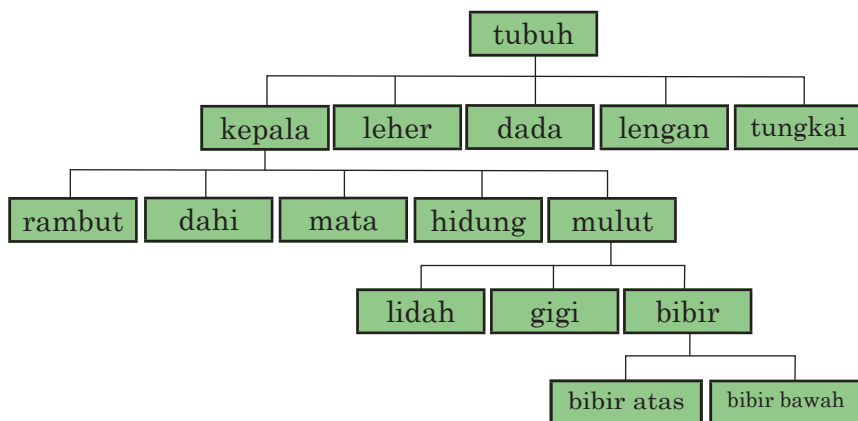 tubuh
kepala leher dada lengan tungkai
rambut dahi mata hidung mulut
lidah gigi bibir
bibir atas bibir bawah